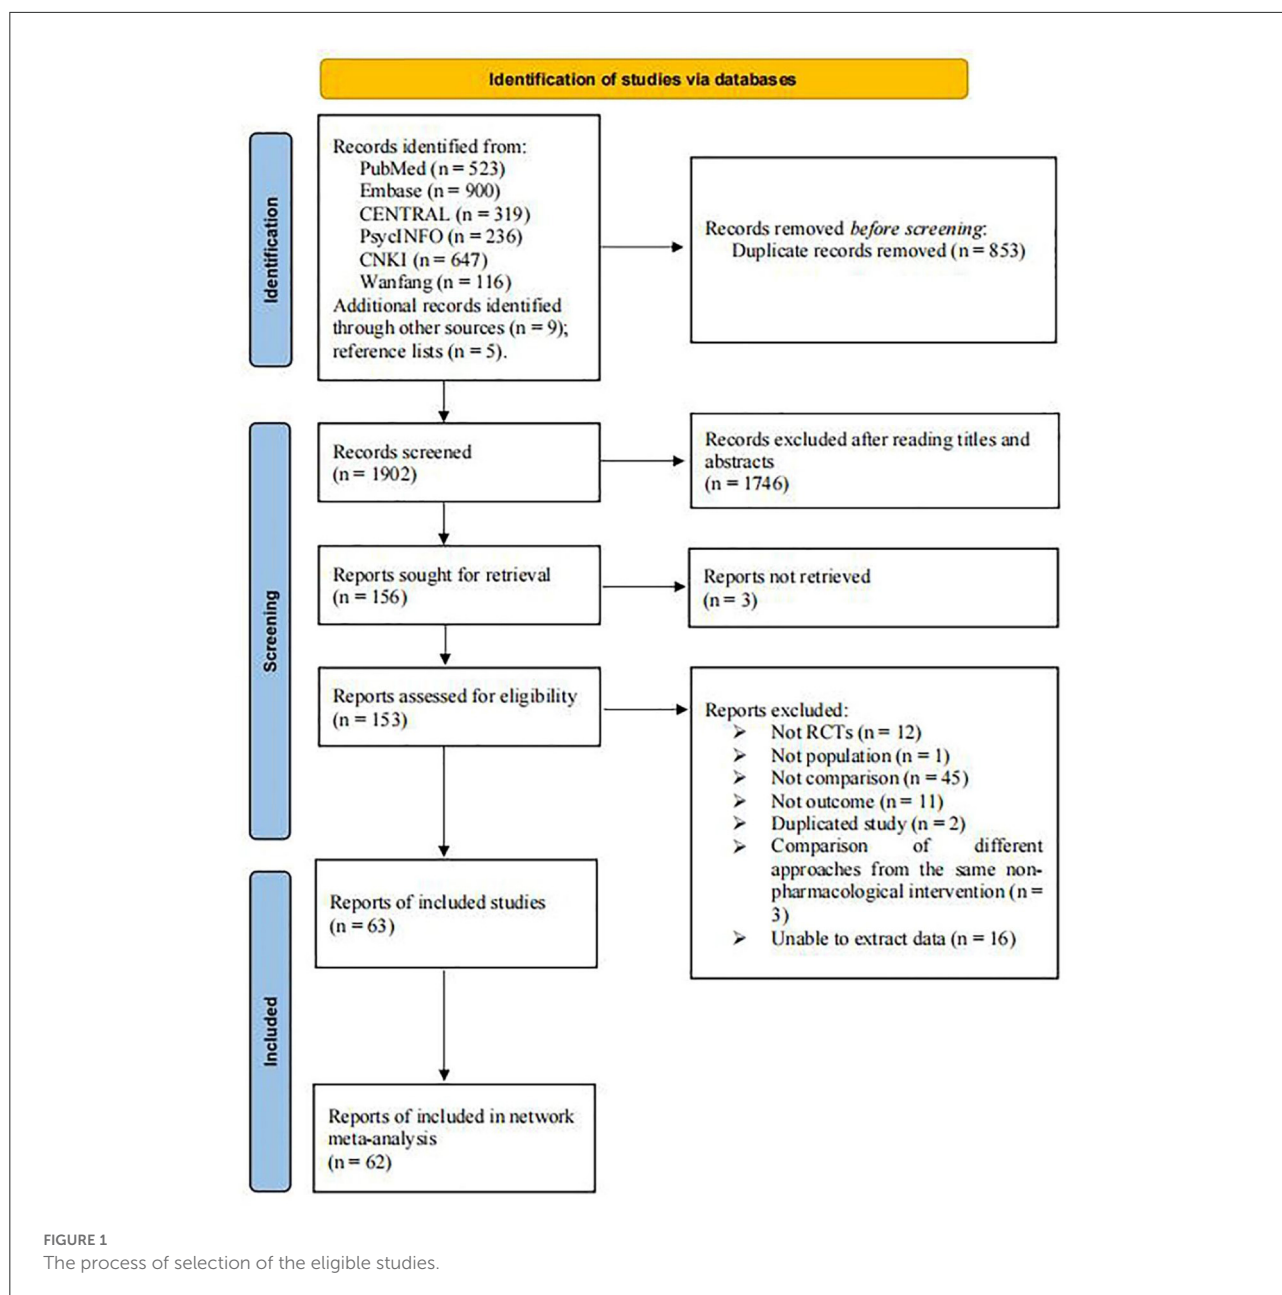 Identification of studies via databases
Identification
Records identified from:
PubMed (n = 523)
Embase (n = 900)
CENTRAL (n = 319)
PsycINFO (n = 236)
CNKI (n = 647)
Wanfang (n = 116)
Additional records identified
through other sources (n = 9);
reference lists (n = 5).
Records removed before screening:
Duplicate records removed (n = 853)
Screening
Records screened
(n = 1902)
Records excluded after reading titles and
abstracts
(n = 1746)
Reports sought for retrieval
(n = 156)
Reports not retrieved
(n = 3)
Reports assessed for eligibility
(n = 153)
Reports excluded:
➢ Not RCTs (n = 12)
➢ Not population (n = 1)
➢ Not comparison (n = 45)
➢ Not outcome (n = 11)
➢ Duplicated study (n = 2)
➢ Comparison of different
approaches from the same non-
pharmacological intervention (n =
3)
➢ Unable to extract data (n = 16)
Included
Reports of included studies
(n = 63)
Reports of included in network
meta-analysis
(n = 62)
FIGURE 1
The process of selection of the eligible studies.